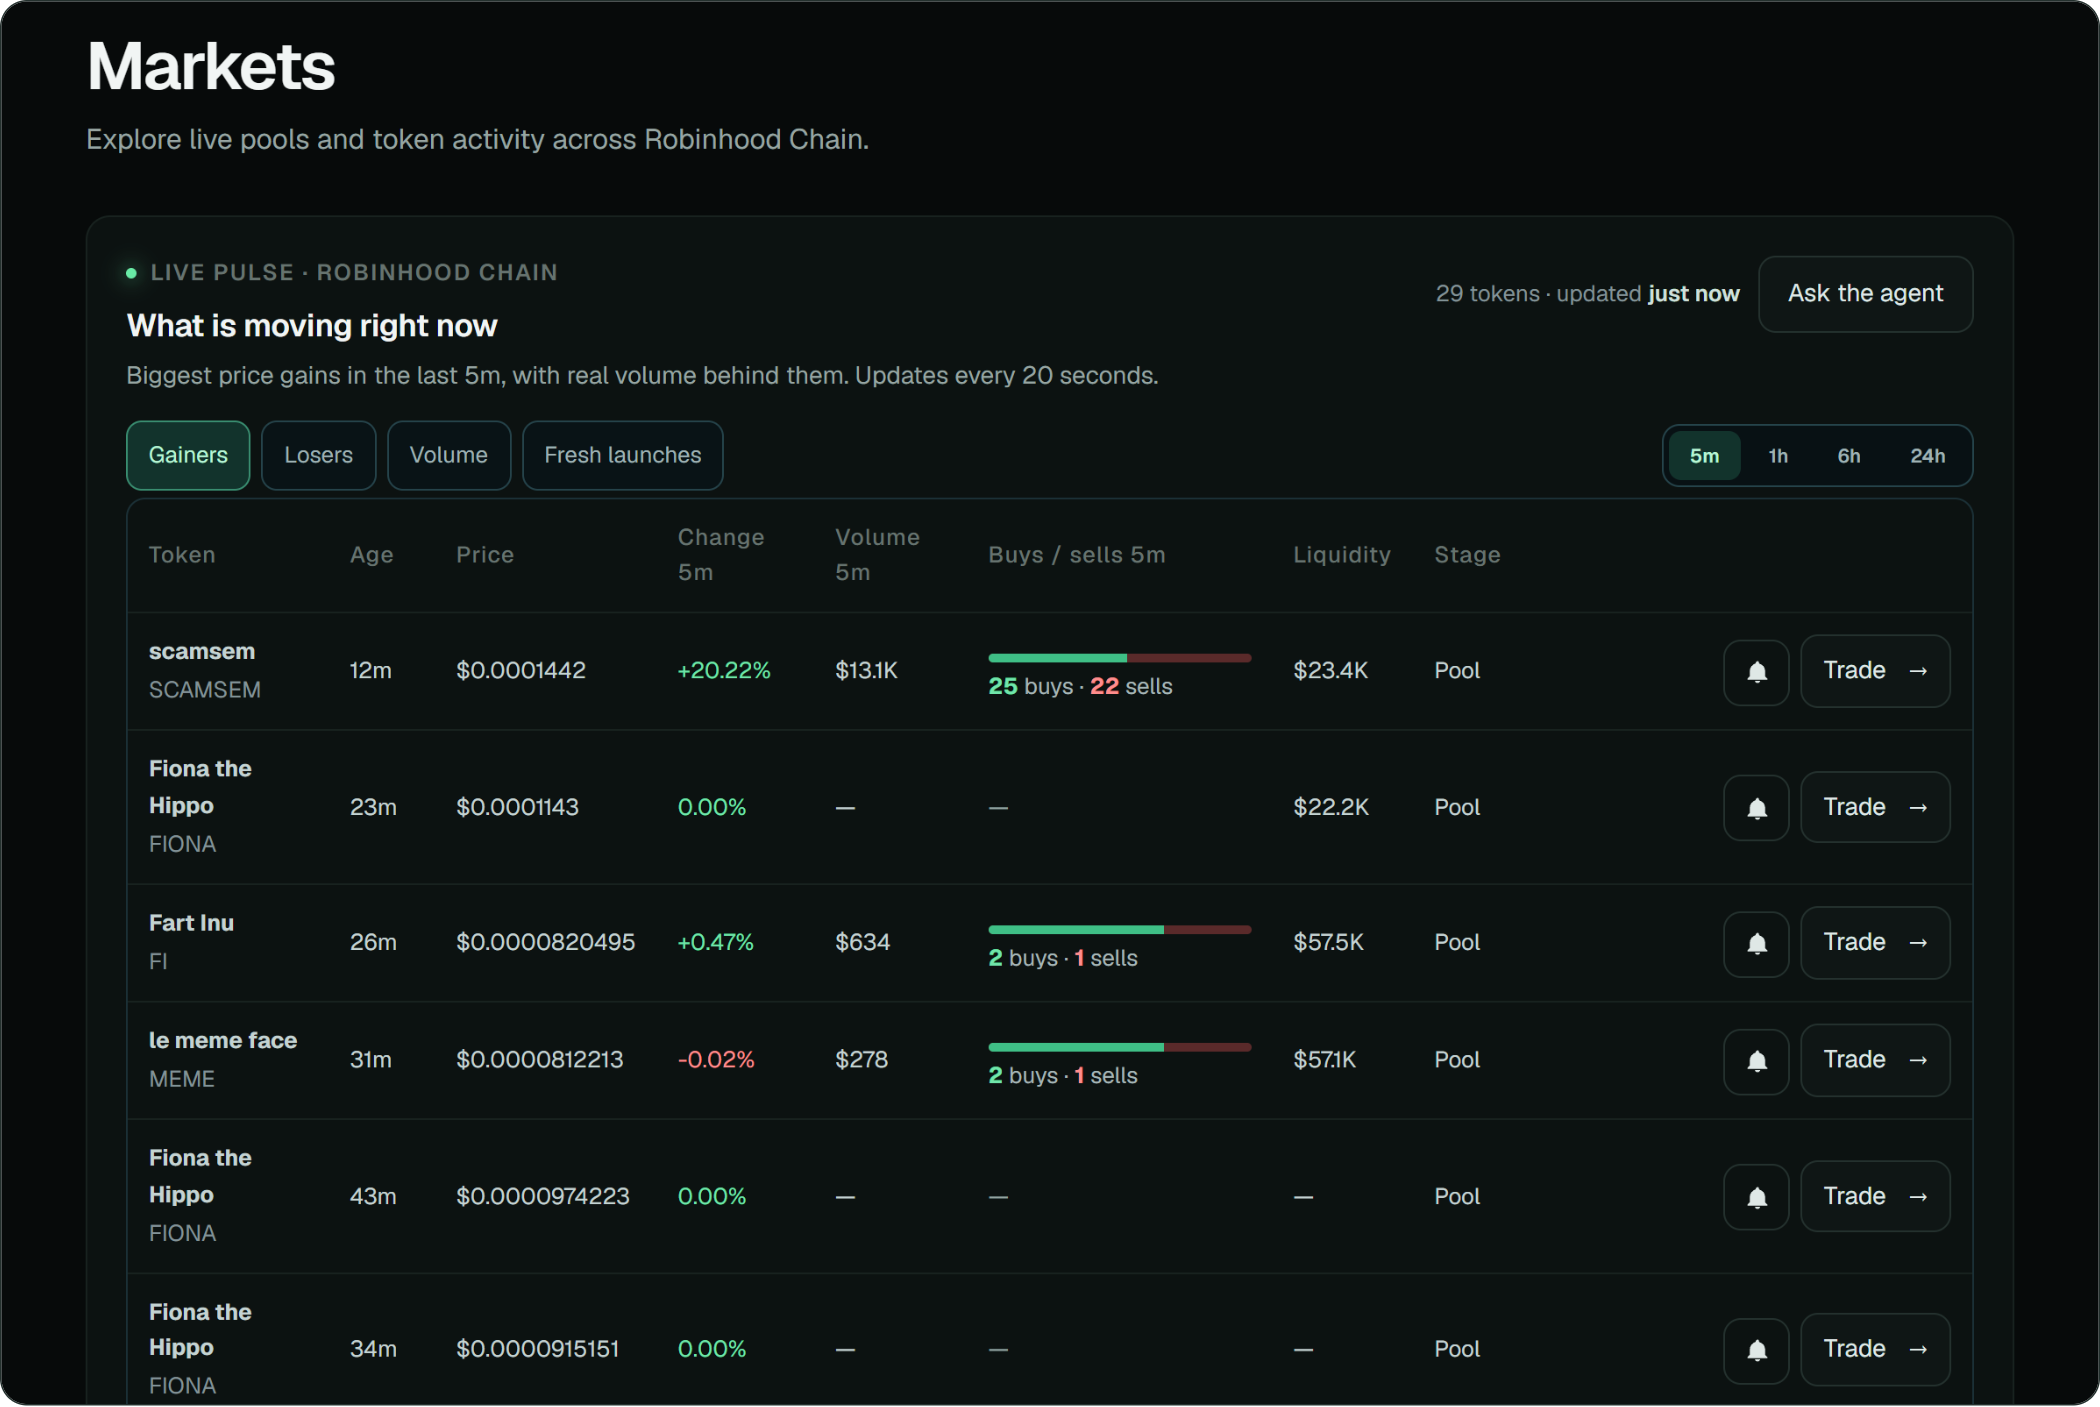 Markets
Explore live pools and token activity across Robinhood Chain.
LIVE PULSE · ROBINHOOD CHAIN
What is moving right now
Biggest price gains in the last 5m, with real volume behind them. Updates every 20 seconds.
29 tokens · updated just now
Ask the agent
Gainers Losers Volume Fresh launches
5m 1h 6h 24h
Token Age Price Change 5m Volume 5m Buys / sells 5m Liquidity Stage
scamsem
SCAMSEM
12m $0.0001442 +20.22% $13.1K 25 buys · 22 sells $23.4K Pool Trade →
Fiona the
Hippo
FIONA
23m $0.0001143 0.00% — — $22.2K Pool Trade →
Fart Inu
FI
26m $0.0000820495 +0.47% $634 2 buys · 1 sells $57.5K Pool Trade →
le meme face
MEME
31m $0.0000812213 -0.02% $278 2 buys · 1 sells $57.1K Pool Trade →
Fiona the
Hippo
FIONA
43m $0.0000974223 0.00% — — — Pool Trade →
Fiona the
Hippo
FIONA
34m $0.0000915151 0.00% — — — Pool Trade →